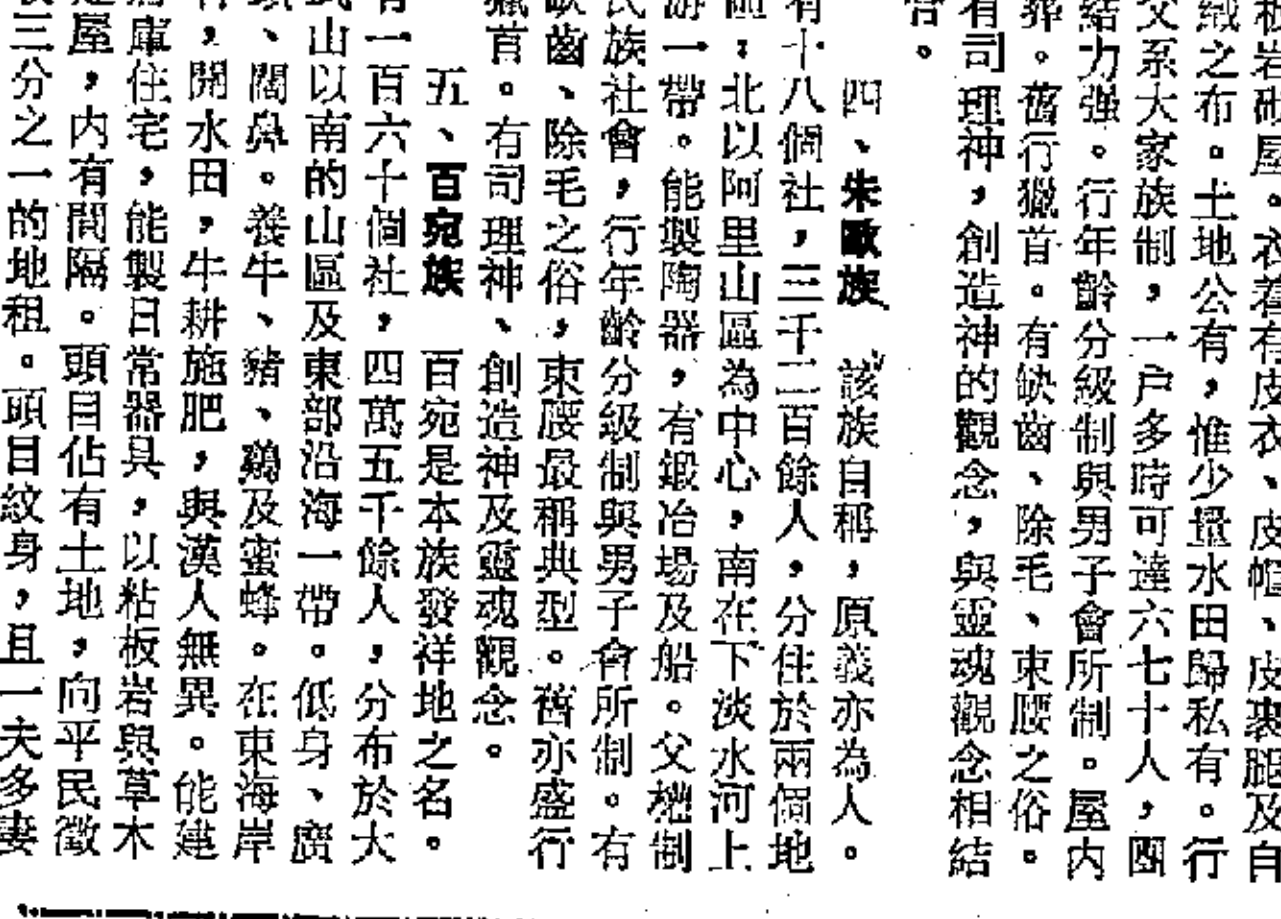 板岩砌屋。衣着有皮衣、皮帽、皮裹腿及自
織之布。土地公有，惟少量水田歸私有。行
父系大家族制，一戶多時可達六七十人，團
結力强。行年齡分級制與男子會所制。屋內
葬。舊行獵首。有缺齒、除毛、束腰之俗。
有司理神，創造神的觀念，與靈魂觀念相結
合。
四、朱歐族　該族自稱，原義亦為人。
有十八個社，三千二百餘人，分住於兩個地
區：北以阿里山區為中心，南在下淡水河上
游一帶。能製陶器，有鍛冶場及船。父權制
民族社會，行年齡分級制與男子會所制。有
缺齒、除毛之俗，束腰最稱典型。舊亦盛行
獵首。有司理神、創造神及靈魂觀念。
五、百宛族　百宛是本族發祥地之名。
有一百六十個社，四萬五千餘人，分布於大
武山以南的山區及東部沿海一帶。低身、廣
頭、闊鼻。養牛、豬、鷄及蜜蜂。在東海岸
，開水田，牛耕施肥，與漢人無異。能建
庫住宅，能製日常器具，以粘板岩與草木
屋，內有間隔。頭目佔有土地，向平民徵
三分之一的地租。頭目紋身，且一夫多妻